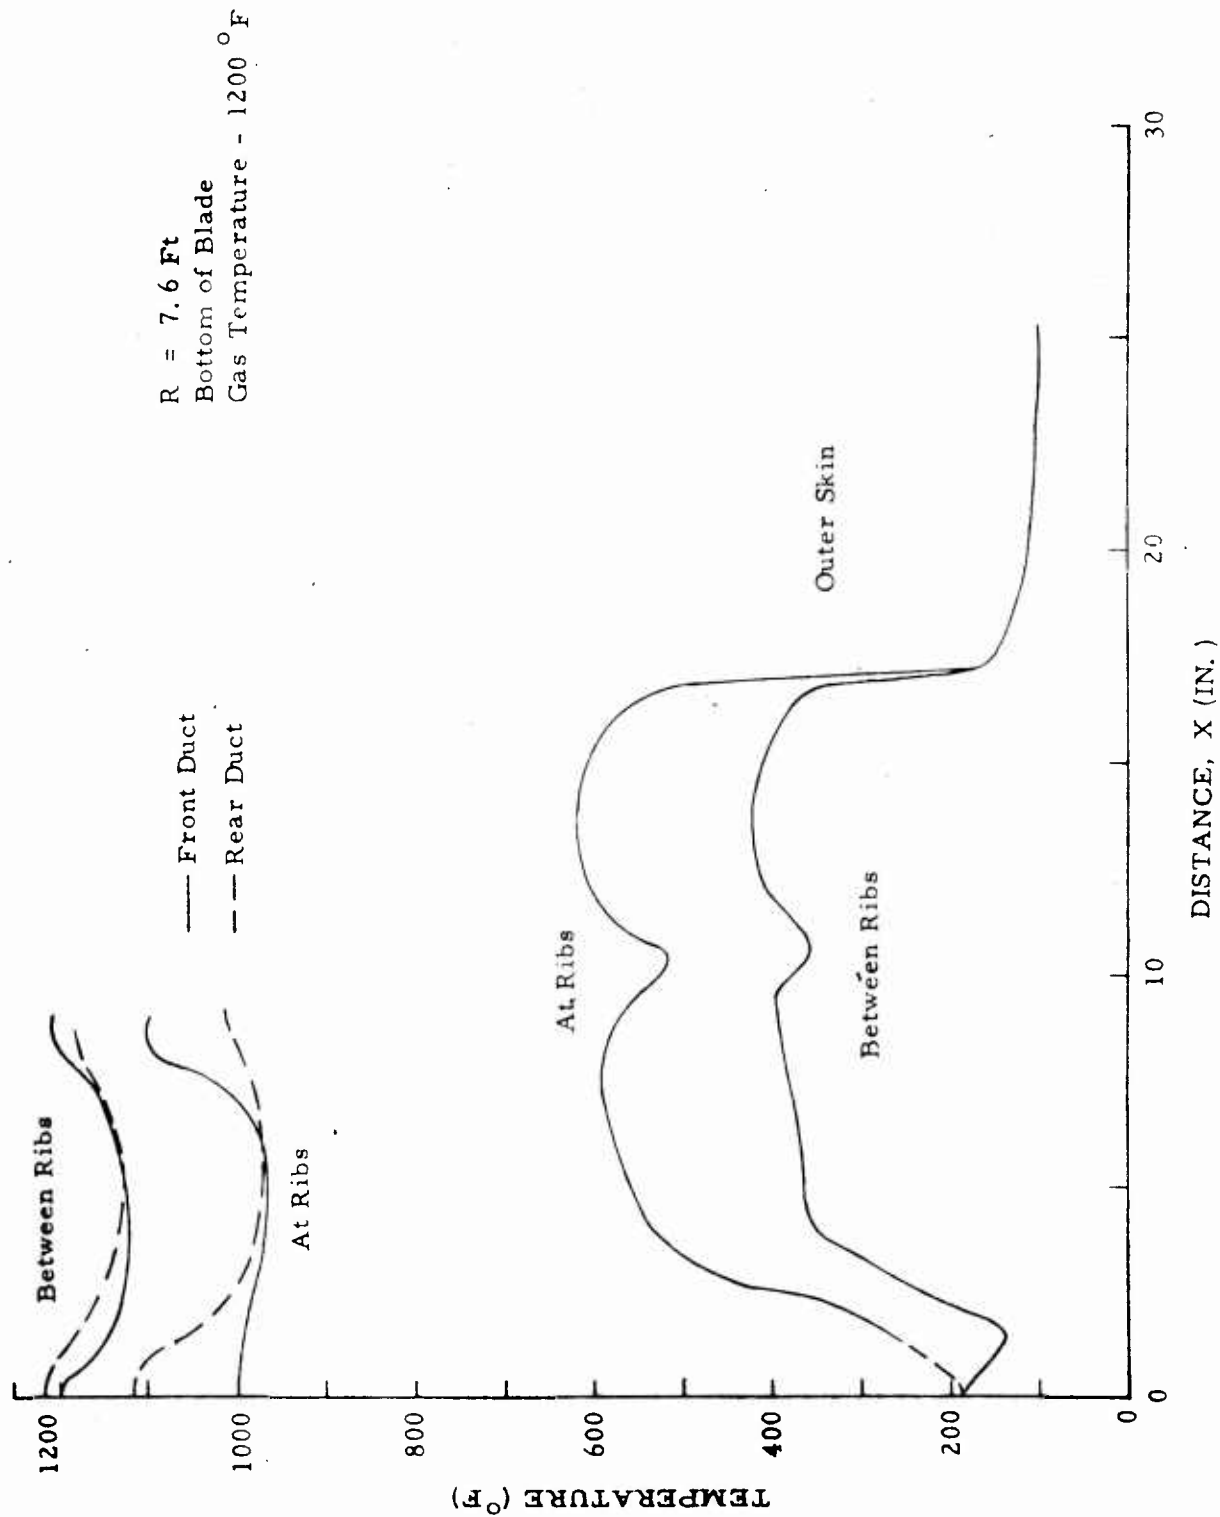 R = 7.6 Ft
Bottom of Blade
Gas Temperature - 1200 °F
Front Duct
Rear Duct
Between Ribs
At Ribs
At Ribs
Between Ribs
Outer Skin
TEMPERATURE (°F)
1200
1000
600
400
200
0
0
10
20
30
DISTANCE, X (IN. )